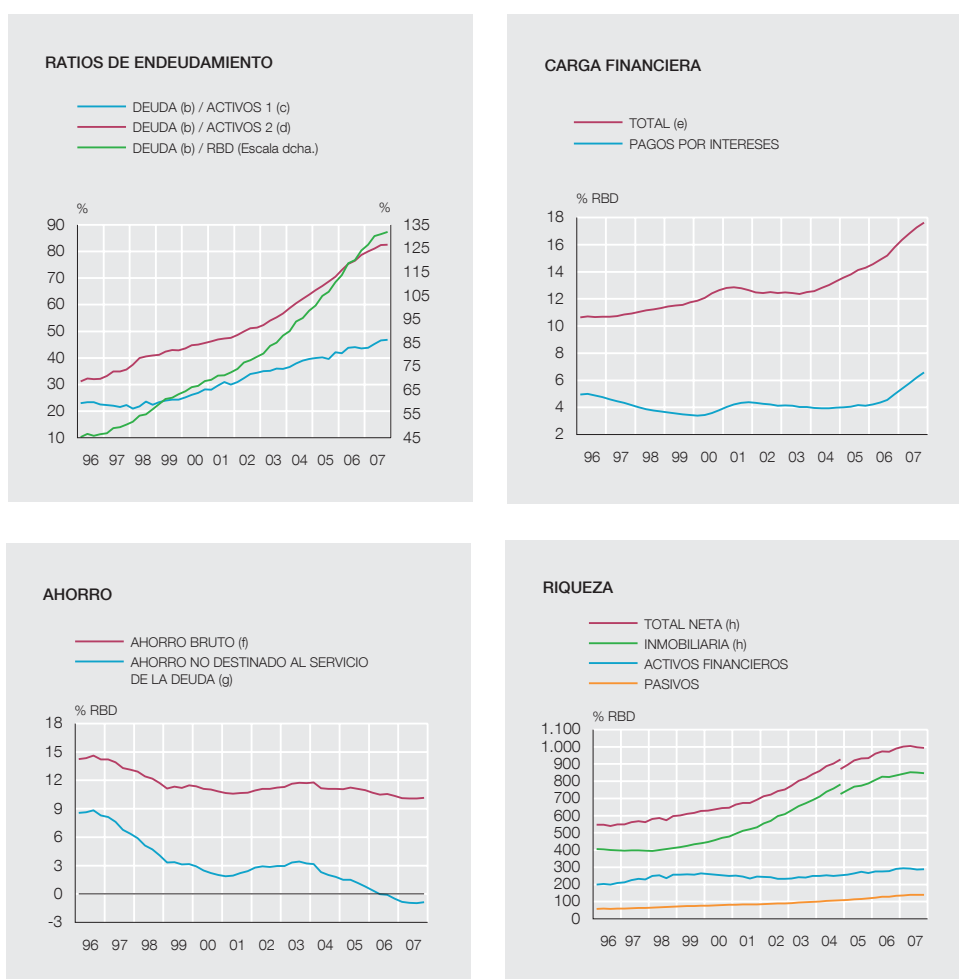 RATIOS DE ENDEUDAMIENTO
DEUDA (b) / ACTIVOS 1 (c)
DEUDA (b) / ACTIVOS 2 (d)
DEUDA (b) / RBD (Escala dcha.)
% %
90 135
80 125
70 115
60 105
50 95
40 85
30 75
20 65
10 55
45
96 97 98 99 00 01 02 03 04 05 06 07
CARGA FINANCIERA
TOTAL (e)
PAGOS POR INTERESES
% RBD
18
16
14
12
10
8
6
4
2
96 97 98 99 00 01 02 03 04 05 06 07
AHORRO
AHORRO BRUTO (f)
AHORRO NO DESTINADO AL SERVICIO
DE LA DEUDA (g)
% RBD
18
15
12
9
6
3
0
-3
96 97 98 99 00 01 02 03 04 05 06 07
RIQUEZA
TOTAL NETA (h)
INMOBILIARIA (h)
ACTIVOS FINANCIEROS
PASIVOS
% RBD
1.100
1.000
900
800
700
600
500
400
300
200
100
0
96 97 98 99 00 01 02 03 04 05 06 07